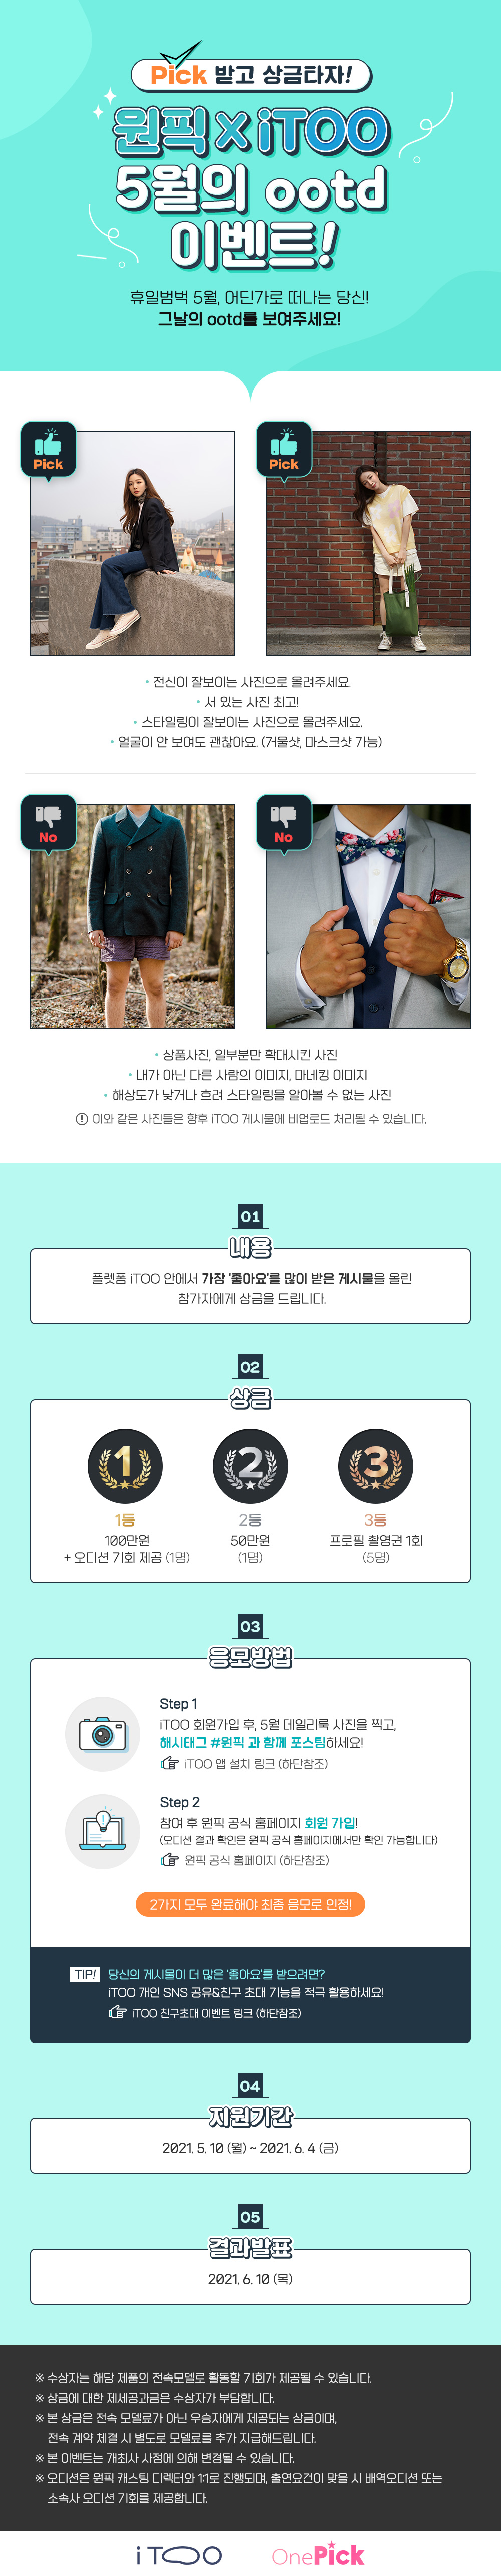 Pick 받고 상금타자!
원픽 X iTOO
5월의 ootd
이벤트!
휴일범벅 5월, 어딘가로 떠나는 당신!
그날의 ootd를 보여주세요!
Pick
Pick
• 전신이 잘보이는 사진으로 올려주세요.
• 서 있는 사진 최고!
• 스타일링이 잘보이는 사진으로 올려주세요.
• 얼굴이 안 보여도 괜찮아요. (거울샷, 마스크샷 가능)
No
No
• 상품사진, 일부분만 확대시킨 사진
• 내가 아닌 다른 사람의 이미지, 마네킹 이미지
• 해상도가 낮거나 흐려 스타일링을 알아볼 수 없는 사진
! 이와 같은 사진들은 향후 iTOO 게시물에 비업로드 처리될 수 있습니다.
01
내용
플렛폼 iTOO 안에서 가장 '좋아요'를 많이 받은 게시물을 올린
참가자에게 상금을 드립니다.
02
상금
1 2 3
1등 2등 3등
100만원 50만원 프로필 촬영권 1회
+ 오디션 기회 제공 (1명) (1명) (5명)
03
응모방법
Step 1
iTOO 회원가입 후, 5월 데일리룩 사진을 찍고,
해시태그 #원픽 과 함께 포스팅하세요!
iTOO 앱 설치 링크 (하단참조)
Step 2
참여 후 원픽 공식 홈페이지 회원 가입!
(오디션 결과 확인은 원픽 공식 홈페이지에서만 확인 가능합니다)
원픽 공식 홈페이지 (하단참조)
2가지 모두 완료해야 최종 응모로 인정!
TIP! 당신의 게시물이 더 많은 '좋아요'를 받으려면?
iTOO 개인 SNS 공유&친구 초대 기능을 적극 활용하세요!
iTOO 친구초대 이벤트 링크 (하단참조)
04
지원기간
2021. 5. 10 (월) ~ 2021. 6. 4 (금)
05
결과발표
2021. 6. 10 (목)
※ 수상자는 해당 제품의 전속모델로 활동할 기회가 제공될 수 있습니다.
※ 상금에 대한 제세공과금은 수상자가 부담합니다.
※ 본 상금은 전속 모델료가 아닌 우승자에게 제공되는 상금이며,
전속 계약 체결 시 별도로 모델료를 추가 지급해드립니다.
※ 본 이벤트는 개최사 사정에 의해 변경될 수 있습니다.
※ 오디션은 원픽 캐스팅 디렉터와 1:1로 진행되며, 출연요건이 맞을 시 배역오디션 또는
소속사 오디션 기회를 제공합니다.
iTOO OnePick